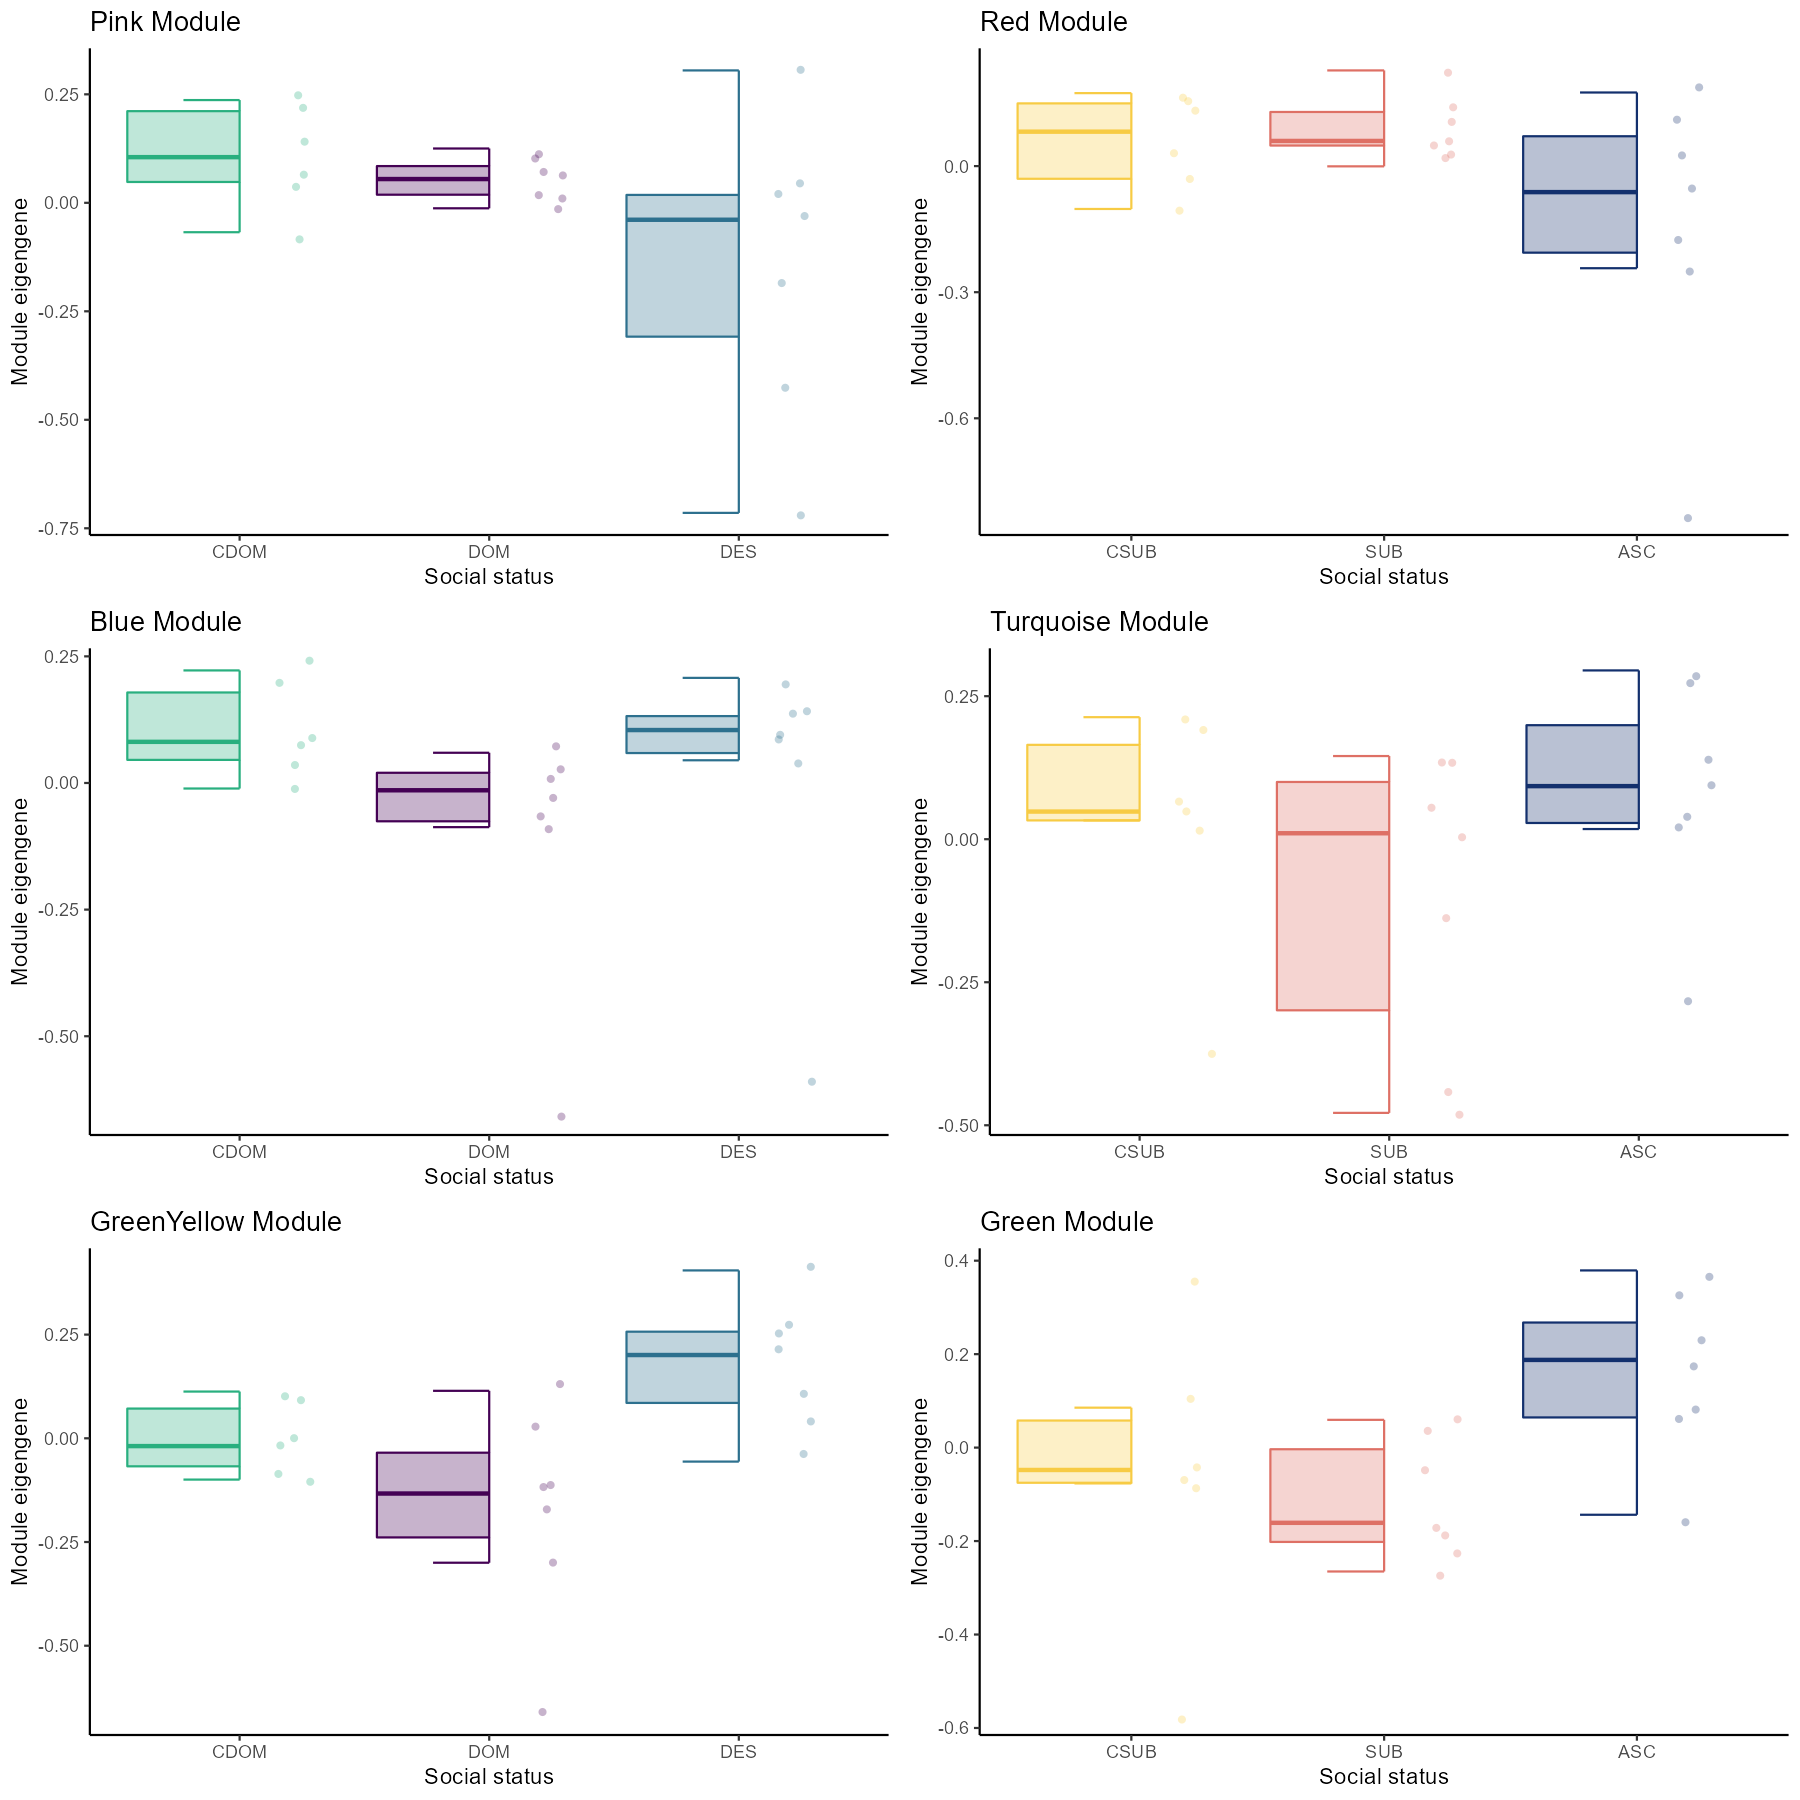 Pink Module
Module eigengene
0.25
0.00
-0.25
-0.50
-0.75
CDOM DOM DES
Social status
Red Module
Module eigengene
0.0
-0.3
-0.6
CSUB SUB ASC
Social status
Blue Module
Module eigengene
0.25
0.00
-0.25
-0.50
CDOM DOM DES
Social status
Turquoise Module
Module eigengene
0.25
0.00
-0.25
-0.50
CSUB SUB ASC
Social status
GreenYellow Module
Module eigengene
0.25
0.00
-0.25
-0.50
CDOM DOM DES
Social status
Green Module
Module eigengene
0.4
0.2
0.0
-0.2
-0.4
-0.6
CSUB SUB ASC
Social status